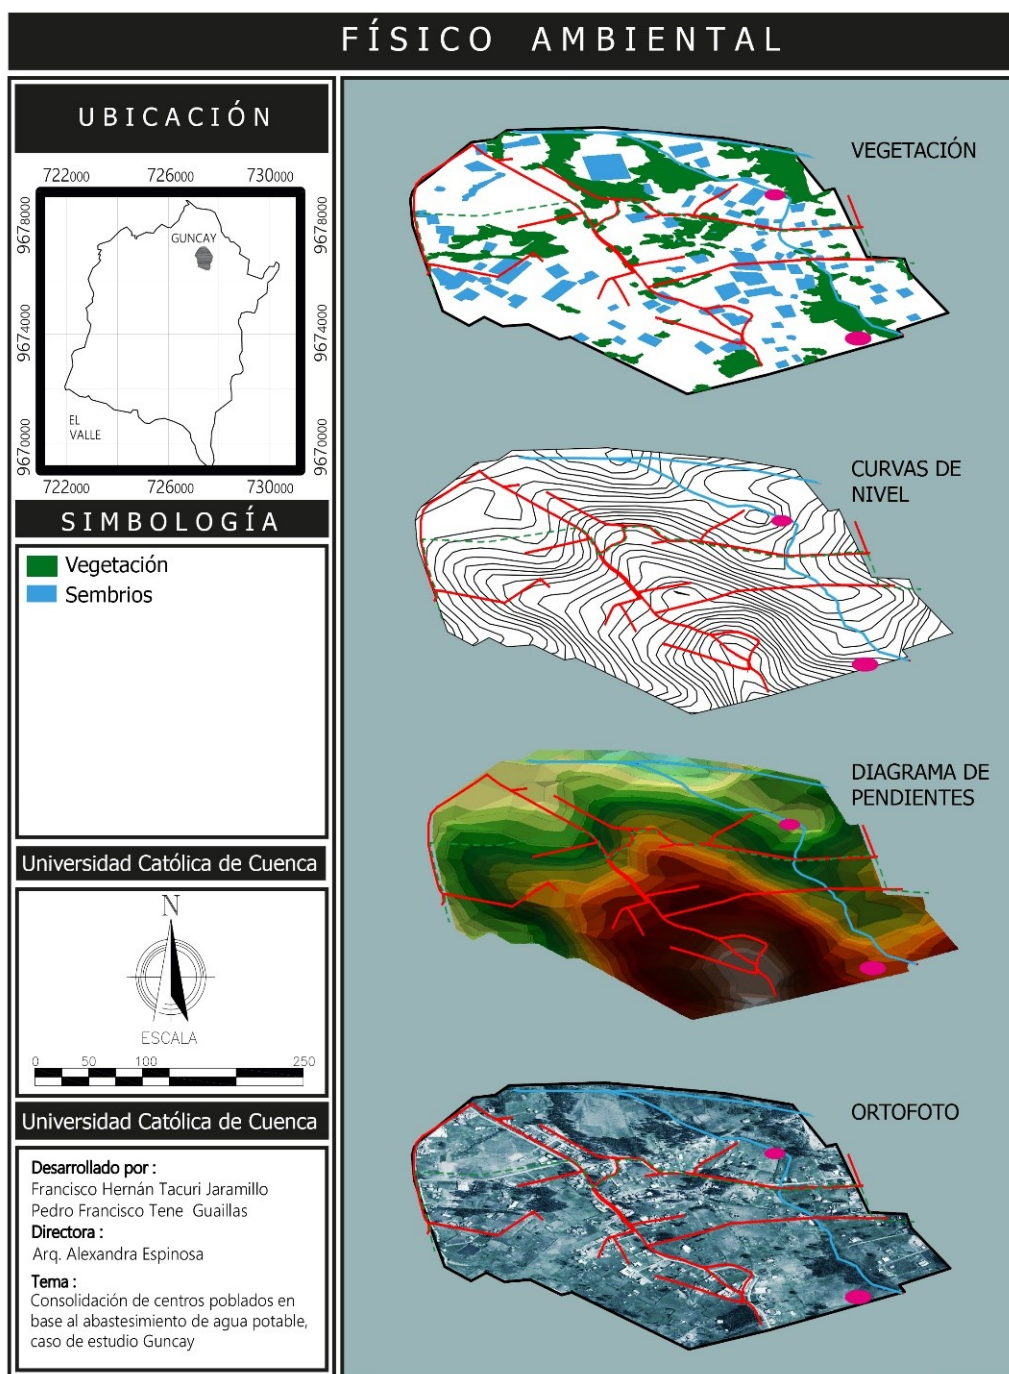 FÍSICO AMBIENTAL
UBICACIÓN
722000 726000 730000
9678000
9674000
9670000
9678000
9674000
9670000
GUNCAY
EL
VALLE
722000 726000 730000
SIMBOLOGÍA
Vegetación
Sembrios
Universidad Católica de Cuenca
N
ESCALA
0 50 100 250
Universidad Católica de Cuenca
Desarrollado por :
Francisco Hernán Tacuri Jaramillo
Pedro Francisco Tene Guaillas
Directora :
Arq. Alexandra Espinosa
Tema :
Consolidación de centros poblados en
base al abastesimiento de agua potable,
caso de estudio Guncay
VEGETACIÓN
CURVAS DE
NIVEL
DIAGRAMA DE
PENDIENTES
ORTOFOTO